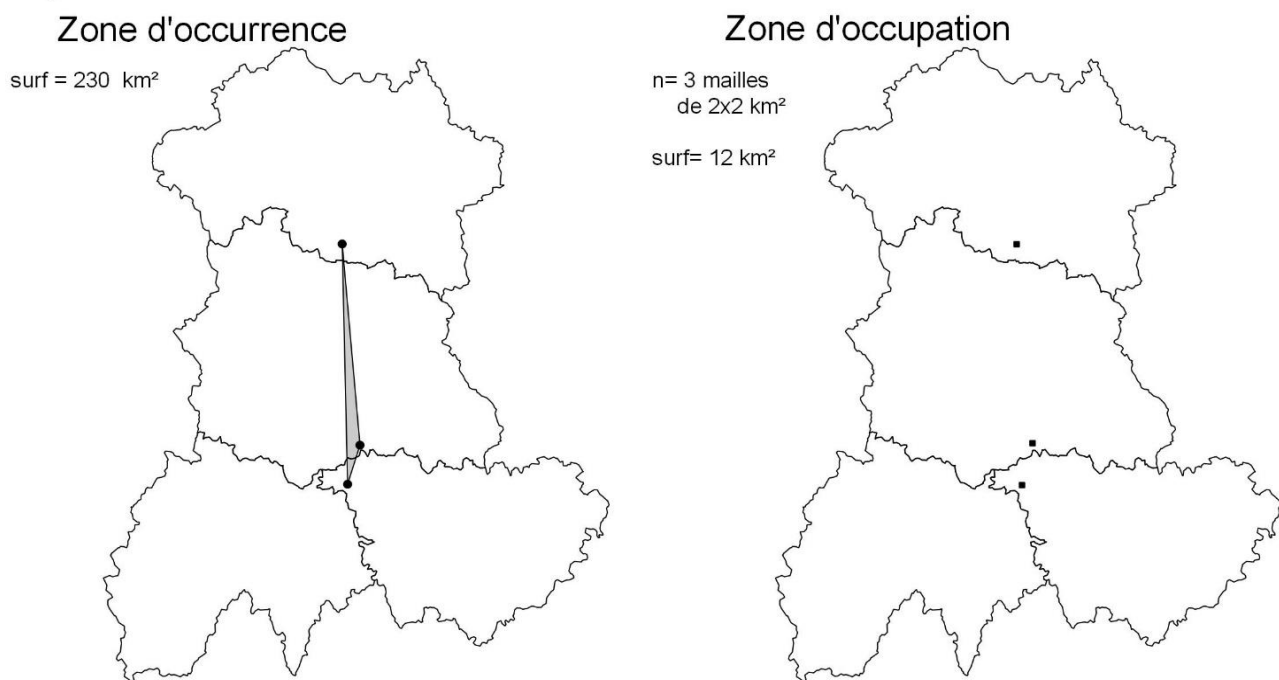 Zone d'occurrence
surf = 230 km²
Zone d'occupation
n= 3 mailles
de 2x2 km²
surf= 12 km²